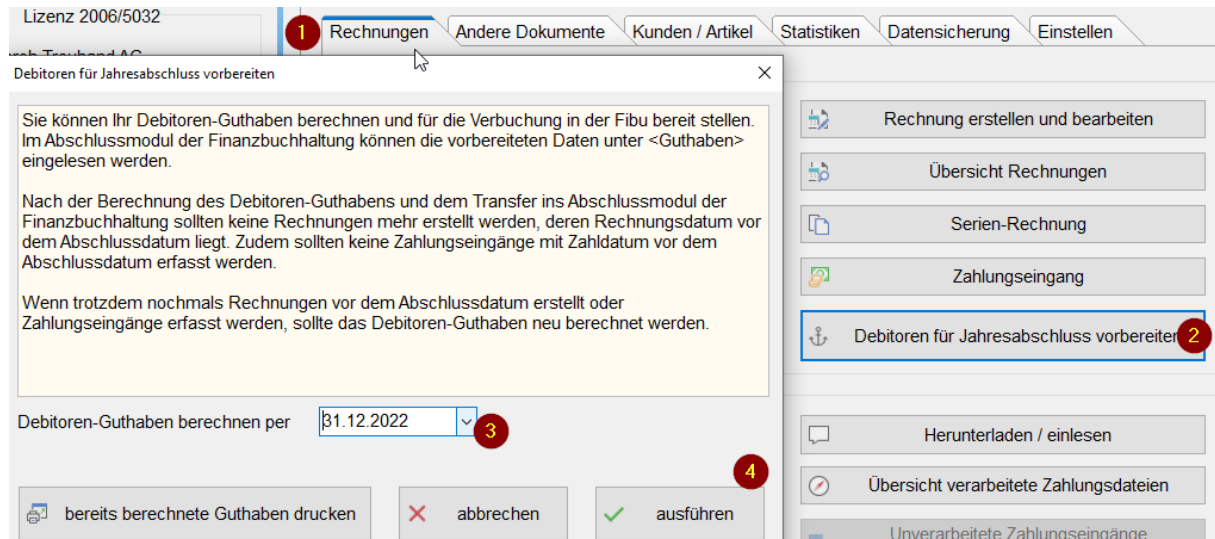 Lizenz 2006/5032
1
Rechnungen
Andere Dokumente
Kunden / Artikel
Statistiken
Datensicherung
Einstellen
Treuhand AG
Debitoren für Jahresabschluss vorbereiten
Sie können Ihr Debitoren-Guthaben berechnen und für die Verbuchung in der Fibu bereit stellen.
Im Abschlussmodul der Finanzbuchhaltung können die vorbereiteten Daten unter <Guthaben>
eingelesen werden.
Nach der Berechnung des Debitoren-Guthabens und dem Transfer ins Abschlussmodul der
Finanzbuchhaltung sollten keine Rechnungen mehr erstellt werden, deren Rechnungsdatum vor
dem Abschlussdatum liegt. Zudem sollten keine Zahlungseingänge mit Zahldatum vor dem
Abschlussdatum erfasst werden.
Wenn trotzdem nochmals Rechnungen vor dem Abschlussdatum erstellt oder
Zahlungseingänge erfasst werden, sollte das Debitoren-Guthaben neu berechnet werden.
Debitoren-Guthaben berechnen per
31.12.2022
3
4
bereits berechnete Guthaben drucken
abbrechen
ausführen
Rechnung erstellen und bearbeiten
Übersicht Rechnungen
Serien-Rechnung
Zahlungseingang
Debitoren für Jahresabschluss vorbereiten
2
Herunterladen / einlesen
Übersicht verarbeitete Zahlungsdateien
Unverarbeitete Zahlungseingänge